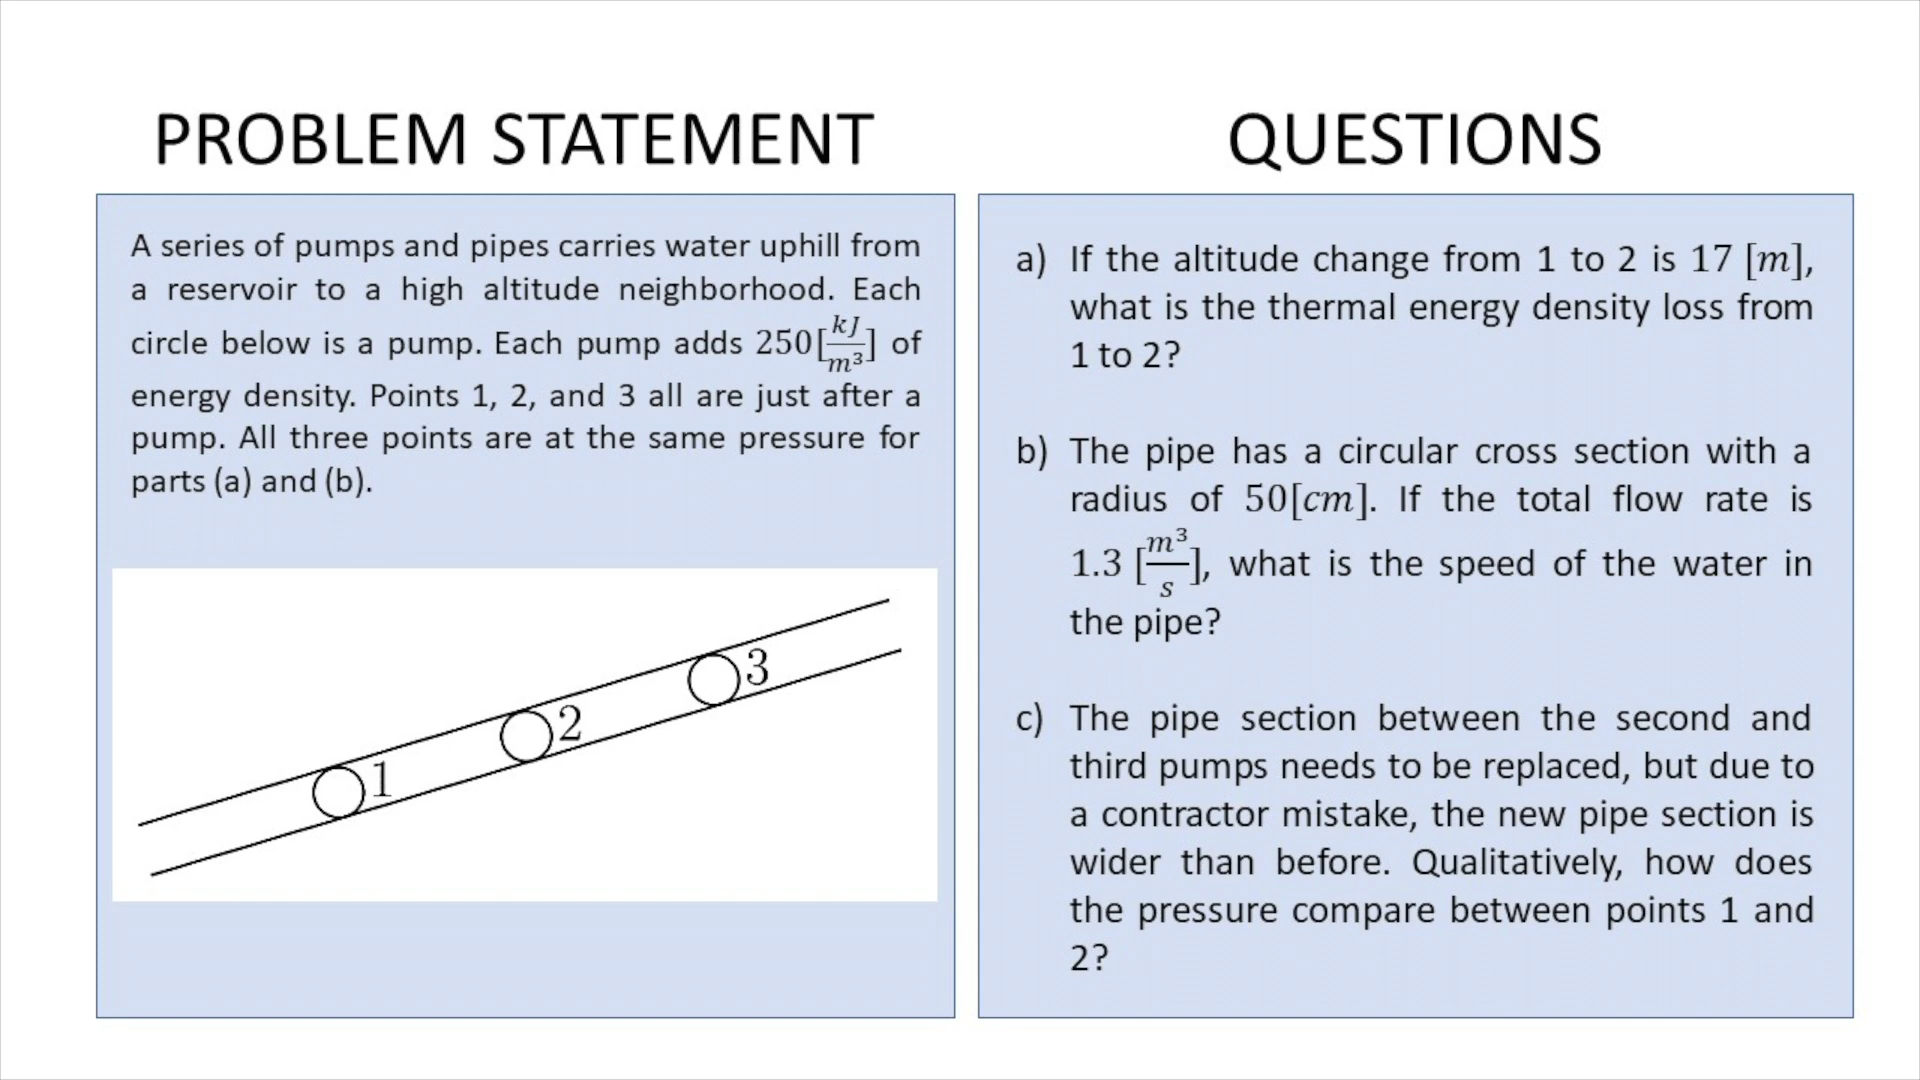 PROBLEM STATEMENT
A series of pumps and pipes carries water uphill from
a reservoir to a high altitude neighborhood. Each
circle below is a pump. Each pump adds 250[kJ/m³] of
energy density. Points 1, 2, and 3 all are just after a
pump. All three points are at the same pressure for
parts (a) and (b).
1
2
3
QUESTIONS
a) If the altitude change from 1 to 2 is 17 [m],
what is the thermal energy density loss from
1 to 2?
b) The pipe has a circular cross section with a
radius of 50[cm]. If the total flow rate is
1.3 [m³/s], what is the speed of the water in
the pipe?
c) The pipe section between the second and
third pumps needs to be replaced, but due to
a contractor mistake, the new pipe section is
wider than before. Qualitatively, how does
the pressure compare between points 1 and
2?